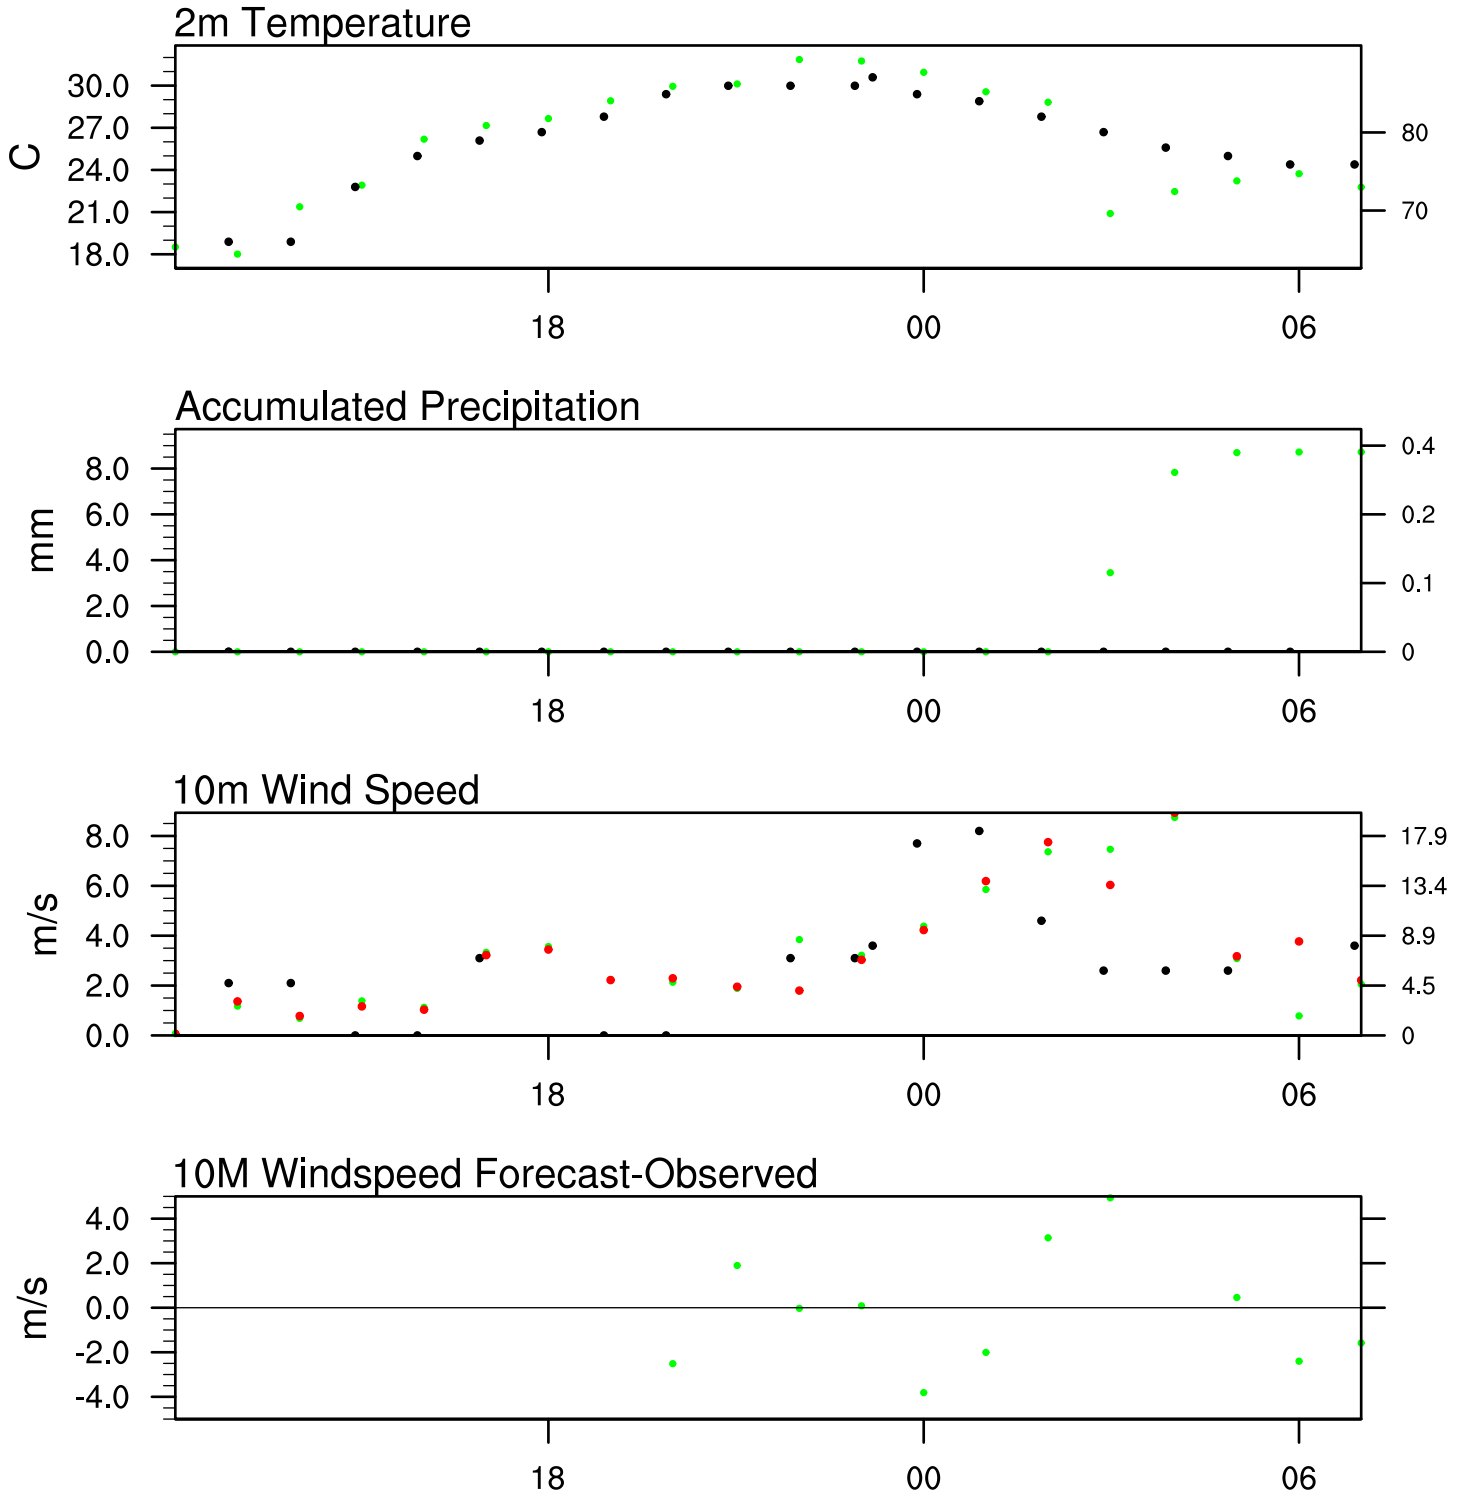 2m Temperature
30.0
27.0
24.0
21.0
18.0
C
80
70
18 00 06
Accumulated Precipitation
8.0
6.0
4.0
2.0
0.0
mm
0.4
0.2
0.1
0
18 00 06
10m Wind Speed
8.0
6.0
4.0
2.0
0.0
m/s
17.9
13.4
8.9
4.5
0
18 00 06
10M Windspeed Forecast-Observed
4.0
2.0
0.0
-2.0
-4.0
m/s
18 00 06